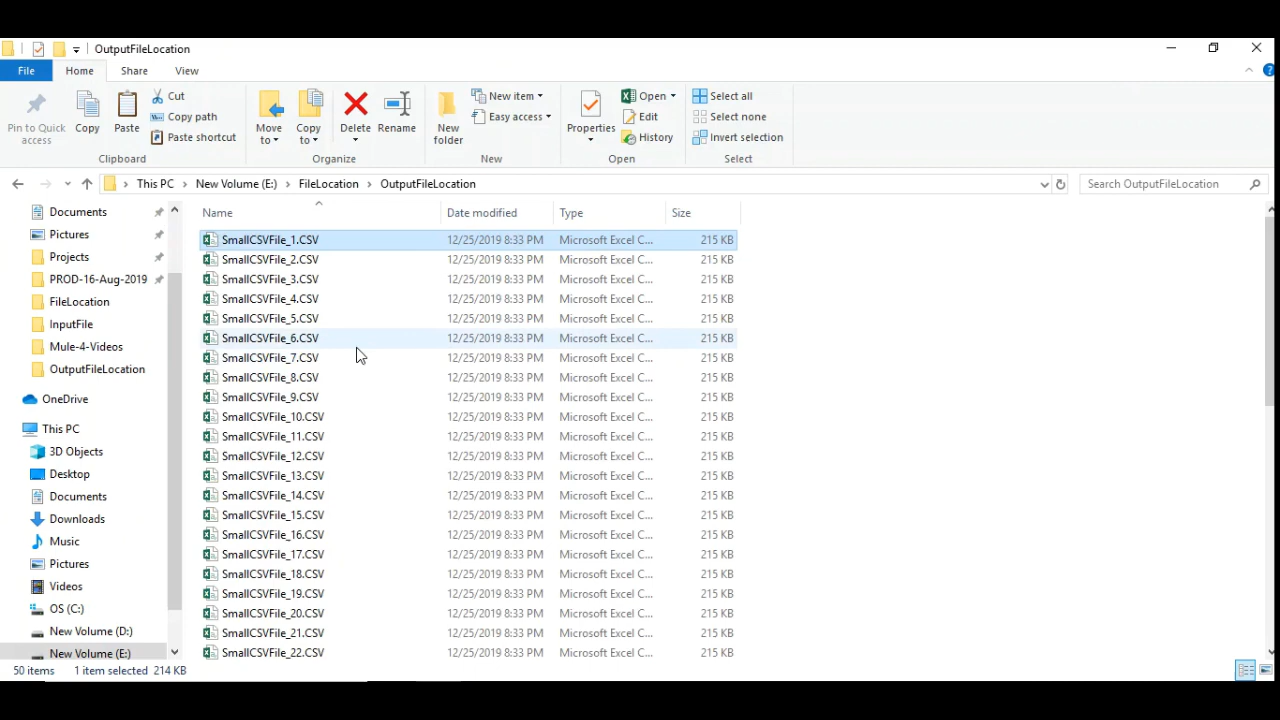 OutputFileLocation
File Home Share View
Pin to Quick access
Copy
Paste
Cut
Copy path
Paste shortcut
Clipboard
Move to
Copy to
Delete
Rename
Organize
New folder
New item
Easy access
New
Properties
Open
Edit
History
Open
Select all
Select none
Invert selection
Select
This PC New Volume (E:) FileLocation OutputFileLocation
Search OutputFileLocation
Documents
Pictures
Projects
PROD-16-Aug-2019
FileLocation
InputFile
Mule-4-Videos
OutputFileLocation
OneDrive
This PC
3D Objects
Desktop
Documents
Downloads
Music
Pictures
Videos
OS (C:)
New Volume (D:)
New Volume (E:)
Name Date modified Type Size
SmallCSVFile_1.CSV 12/25/2019 8:33 PM Microsoft Excel C... 215 KB
SmallCSVFile_2.CSV 12/25/2019 8:33 PM Microsoft Excel C... 215 KB
SmallCSVFile_3.CSV 12/25/2019 8:33 PM Microsoft Excel C... 215 KB
SmallCSVFile_4.CSV 12/25/2019 8:33 PM Microsoft Excel C... 215 KB
SmallCSVFile_5.CSV 12/25/2019 8:33 PM Microsoft Excel C... 215 KB
SmallCSVFile_6.CSV 12/25/2019 8:33 PM Microsoft Excel C... 215 KB
SmallCSVFile_7.CSV 12/25/2019 8:33 PM Microsoft Excel C... 215 KB
SmallCSVFile_8.CSV 12/25/2019 8:33 PM Microsoft Excel C... 215 KB
SmallCSVFile_9.CSV 12/25/2019 8:33 PM Microsoft Excel C... 215 KB
SmallCSVFile_10.CSV 12/25/2019 8:33 PM Microsoft Excel C... 215 KB
SmallCSVFile_11.CSV 12/25/2019 8:33 PM Microsoft Excel C... 215 KB
SmallCSVFile_12.CSV 12/25/2019 8:33 PM Microsoft Excel C... 215 KB
SmallCSVFile_13.CSV 12/25/2019 8:33 PM Microsoft Excel C... 215 KB
SmallCSVFile_14.CSV 12/25/2019 8:33 PM Microsoft Excel C... 215 KB
SmallCSVFile_15.CSV 12/25/2019 8:33 PM Microsoft Excel C... 215 KB
SmallCSVFile_16.CSV 12/25/2019 8:33 PM Microsoft Excel C... 215 KB
SmallCSVFile_17.CSV 12/25/2019 8:33 PM Microsoft Excel C... 215 KB
SmallCSVFile_18.CSV 12/25/2019 8:33 PM Microsoft Excel C... 215 KB
SmallCSVFile_19.CSV 12/25/2019 8:33 PM Microsoft Excel C... 215 KB
SmallCSVFile_20.CSV 12/25/2019 8:33 PM Microsoft Excel C... 215 KB
SmallCSVFile_21.CSV 12/25/2019 8:33 PM Microsoft Excel C... 215 KB
SmallCSVFile_22.CSV 12/25/2019 8:33 PM Microsoft Excel C... 215 KB
50 items 1 item selected 214 KB